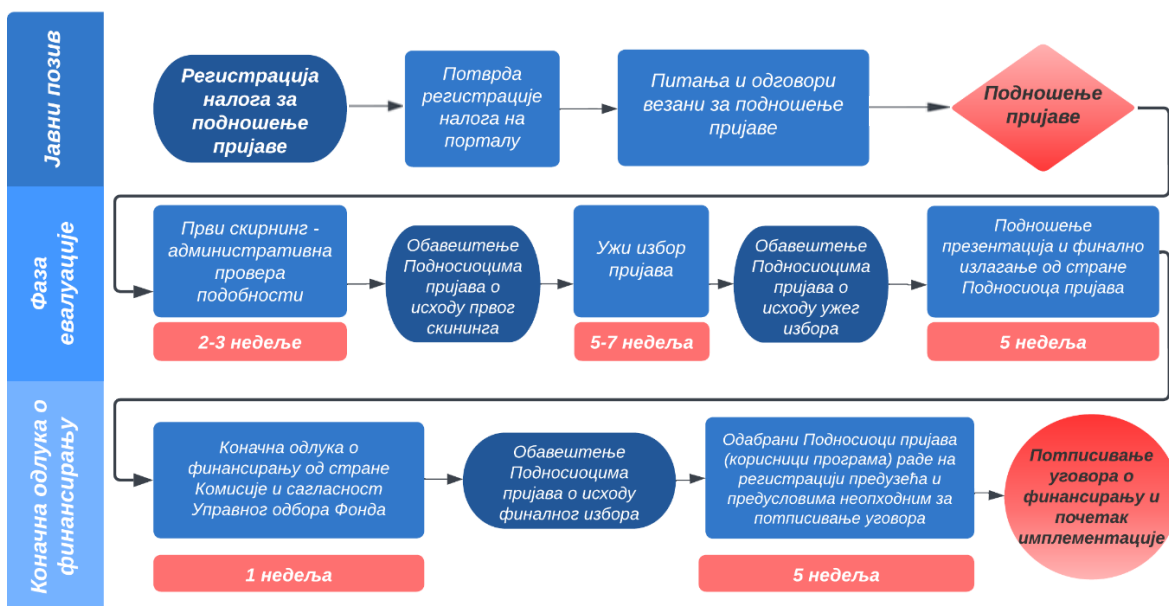 Јавни позив
Регистрација
налога за
подношење
пријаве
Потврда
регистрације
налога на
порталу
Питања и одговори
везани за подношење
пријаве
Подношење
пријаве
Фаза
евалуације
Први скирнинг -
административна
провера
подобности
2-3 недеље
Обавештење
Подносиоцима
пријава о
исходу првог
скининга
Ужи избор
пријава
5-7 недеља
Обавештење
Подносиоцима
пријава о
исходу ужег
избора
Подношење
презентација и финално
излагање од стране
Подносиоца пријава
5 недеља
Коначна одлука о
финансирању
Коначна одлука о
финансирању од стране
Комисије и сагласност
Управног одбора Фонда
1 недеља
Обавештење
Подносиоцима
пријава о исходу
финалног избора
Одабрани Подносиоци пријава
(корисници програма) раде на
регистрацији предузећа и
предусловима неопходним за
потписивање уговора
5 недеља
Потписивање
уговора о
финансирању и
почетак
имплементације